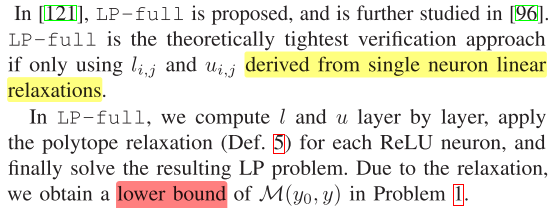 In [121], LP-full is proposed, and is further studied in [96].
LP-full is the theoretically tightest verification approach
if only using l_{i,j} and u_{i,j} derived from single neuron linear
relaxations.
In LP-full, we compute l and u layer by layer, apply
the polytope relaxation (Def. 5) for each ReLU neuron, and
finally solve the resulting LP problem. Due to the relaxation,
we obtain a lower bound of M(y_0, y) in Problem 1.